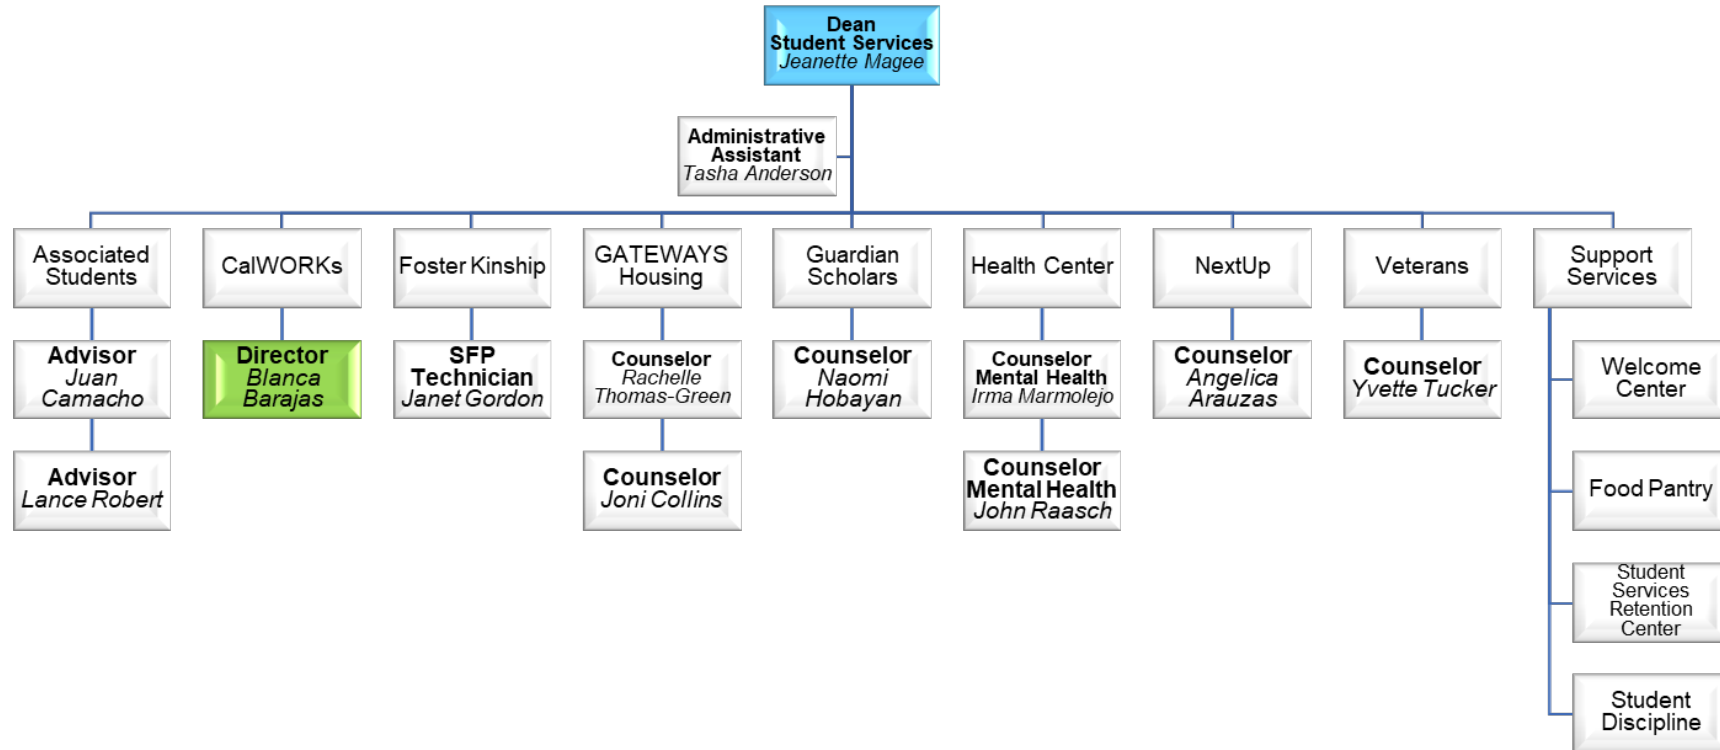 Dean
Student Services
Jeanette Magee
Administrative
Assistant
Tasha Anderson
Associated
Students
CalWORKs
Foster Kinship
GATEWAYS
Housing
Guardian
Scholars
Health Center
NextUp
Veterans
Support
Services
Advisor
Juan
Camacho
Director
Blanca
Barajas
SFP
Technician
Janet Gordon
Counselor
Rachelle
Thomas-Green
Counselor
Naomi
Hobayan
Counselor
Mental Health
Irma Marmolejo
Counselor
Angelica
Arauzas
Counselor
Yvette Tucker
Welcome
Center
Advisor
Lance Robert
Counselor
Joni Collins
Counselor
Mental Health
John Raasch
Food Pantry
Student
Services
Retention
Center
Student
Discipline